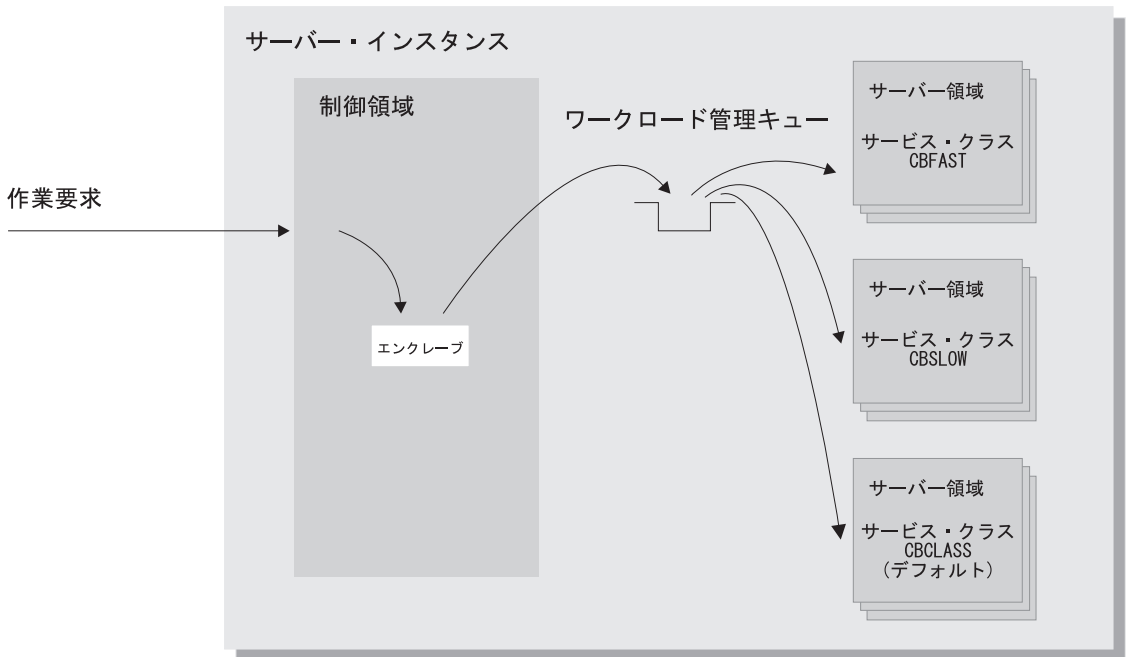 サーバー・インスタンス
制御領域
ワークロード管理キュー
作業要求
エンクレーブ
サーバー領域
サービス・クラス
CBFAST
サーバー領域
サービス・クラス
CBSLOW
サーバー領域
サービス・クラス
CBCLASS
(デフォルト)